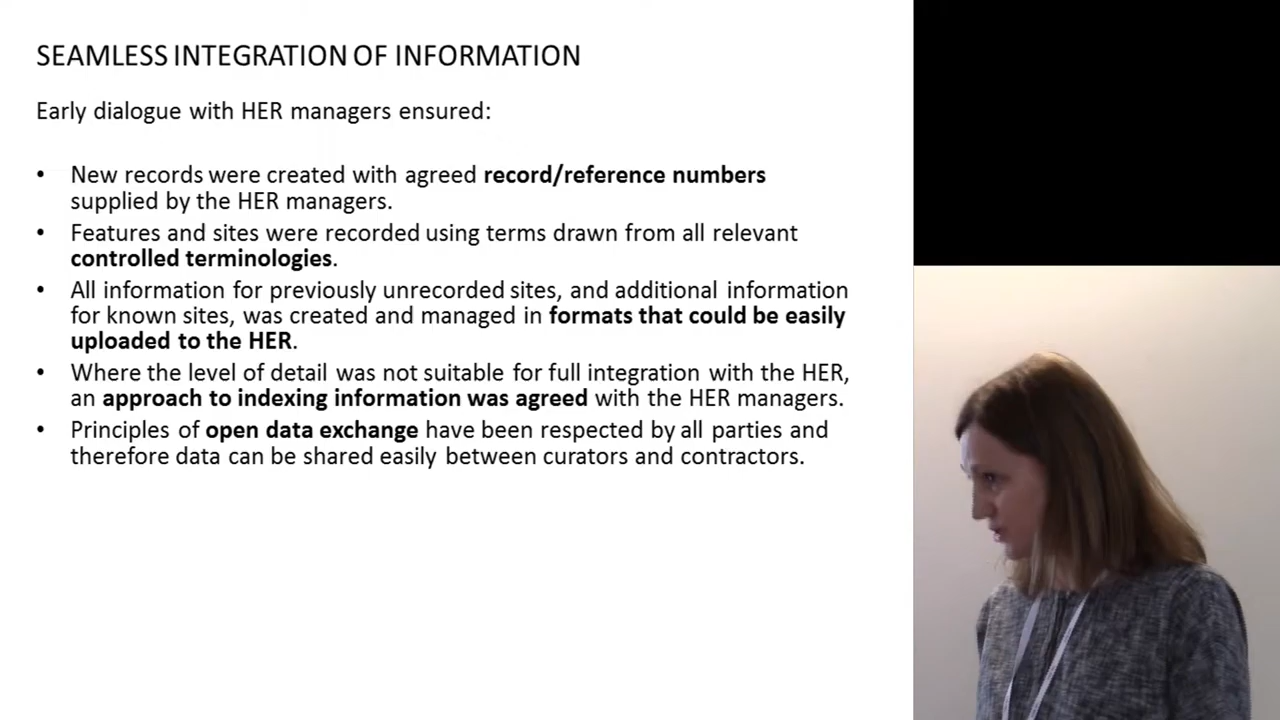 SEAMLESS INTEGRATION OF INFORMATION
Early dialogue with HER managers ensured:
• New records were created with agreed record/reference numbers
supplied by the HER managers.
• Features and sites were recorded using terms drawn from all relevant
controlled terminologies.
• All information for previously unrecorded sites, and additional information
for known sites, was created and managed in formats that could be easily
uploaded to the HER.
• Where the level of detail was not suitable for full integration with the HER,
an approach to indexing information was agreed with the HER managers.
• Principles of open data exchange have been respected by all parties and
therefore data can be shared easily between curators and contractors.